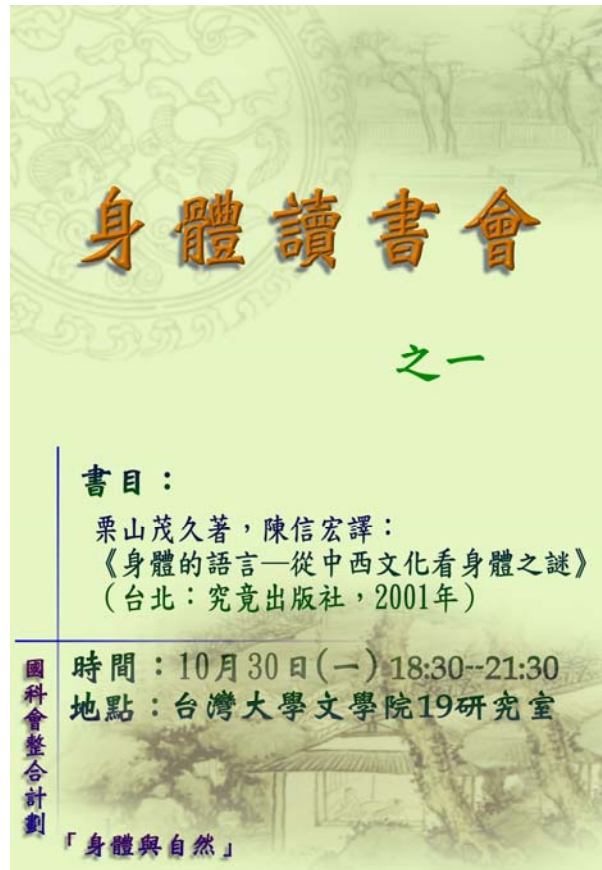 身體讀書會
之一
書目：
栗山茂久著，陳信宏譯：
《身體的語言—從中西文化看身體之謎》
（台北：究竟出版社，2001年）
時間：10月30日(一) 18:30--21:30
地點：台灣大學文學院19研究室
國科會整合計劃
「身體與自然」